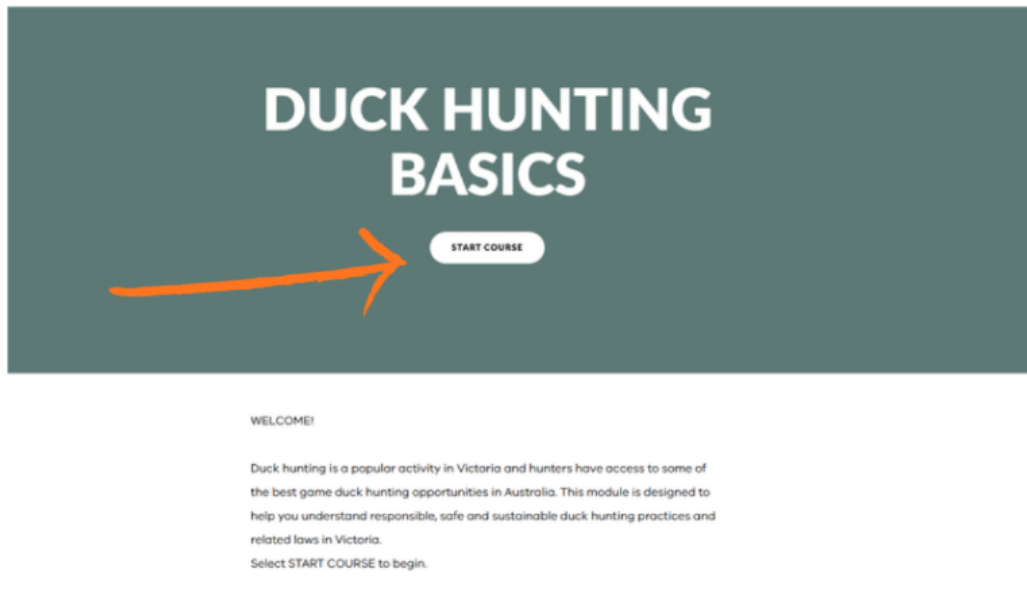 DUCK HUNTING
BASICS
START COURSE
WELCOME!
Duck hunting is a popular activity in Victoria and hunters have access to some of
the best game duck hunting opportunities in Australia. This module is designed to
help you understand responsible, safe and sustainable duck hunting practices and
related laws in Victoria.
Select START COURSE to begin.